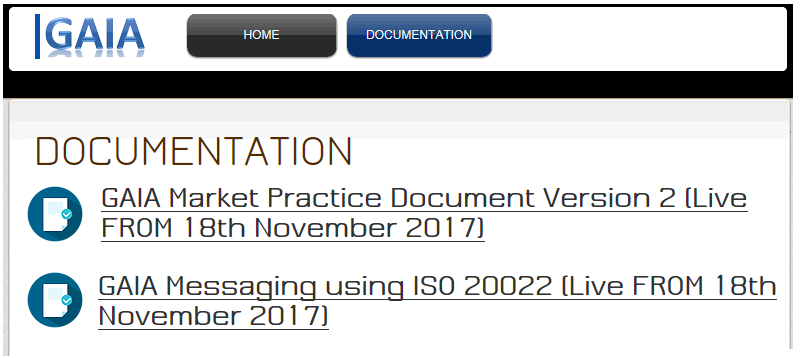 GAIA
HOME
DOCUMENTATION
DOCUMENTATION
GAIA Market Practice Document Version 2 (Live
FROM 18th November 2017)
GAIA Messaging using ISO 20022 (Live FROM 18th
November 2017)